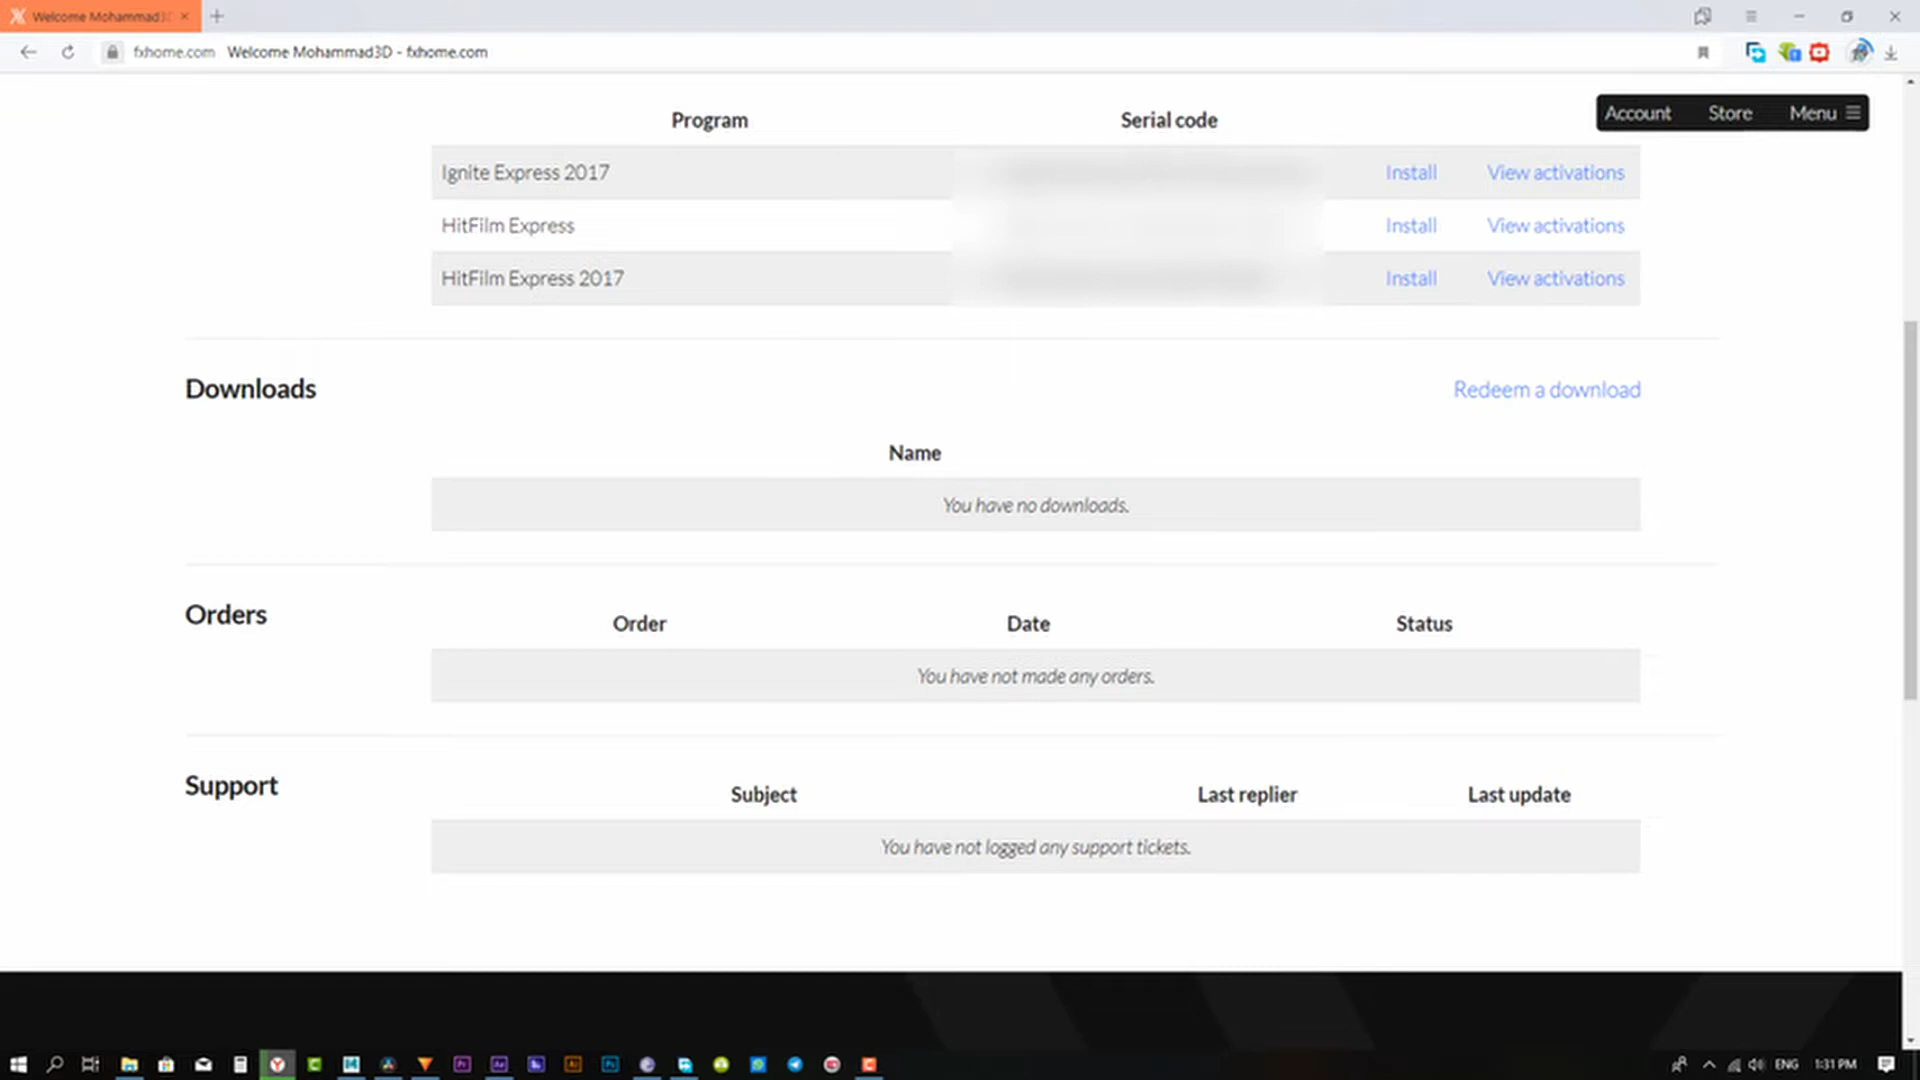 Welcome Mohammad3D
fxhome.com Welcome Mohammad3D - fxhome.com
Account Store Menu
Program Serial code
Ignite Express 2017 Install View activations
HitFilm Express Install View activations
HitFilm Express 2017 Install View activations
Downloads Redeem a download
Name
You have no downloads.
Orders
Order Date Status
You have not made any orders.
Support
Subject Last replier Last update
You have not logged any support tickets.
ENG 1:31 PM